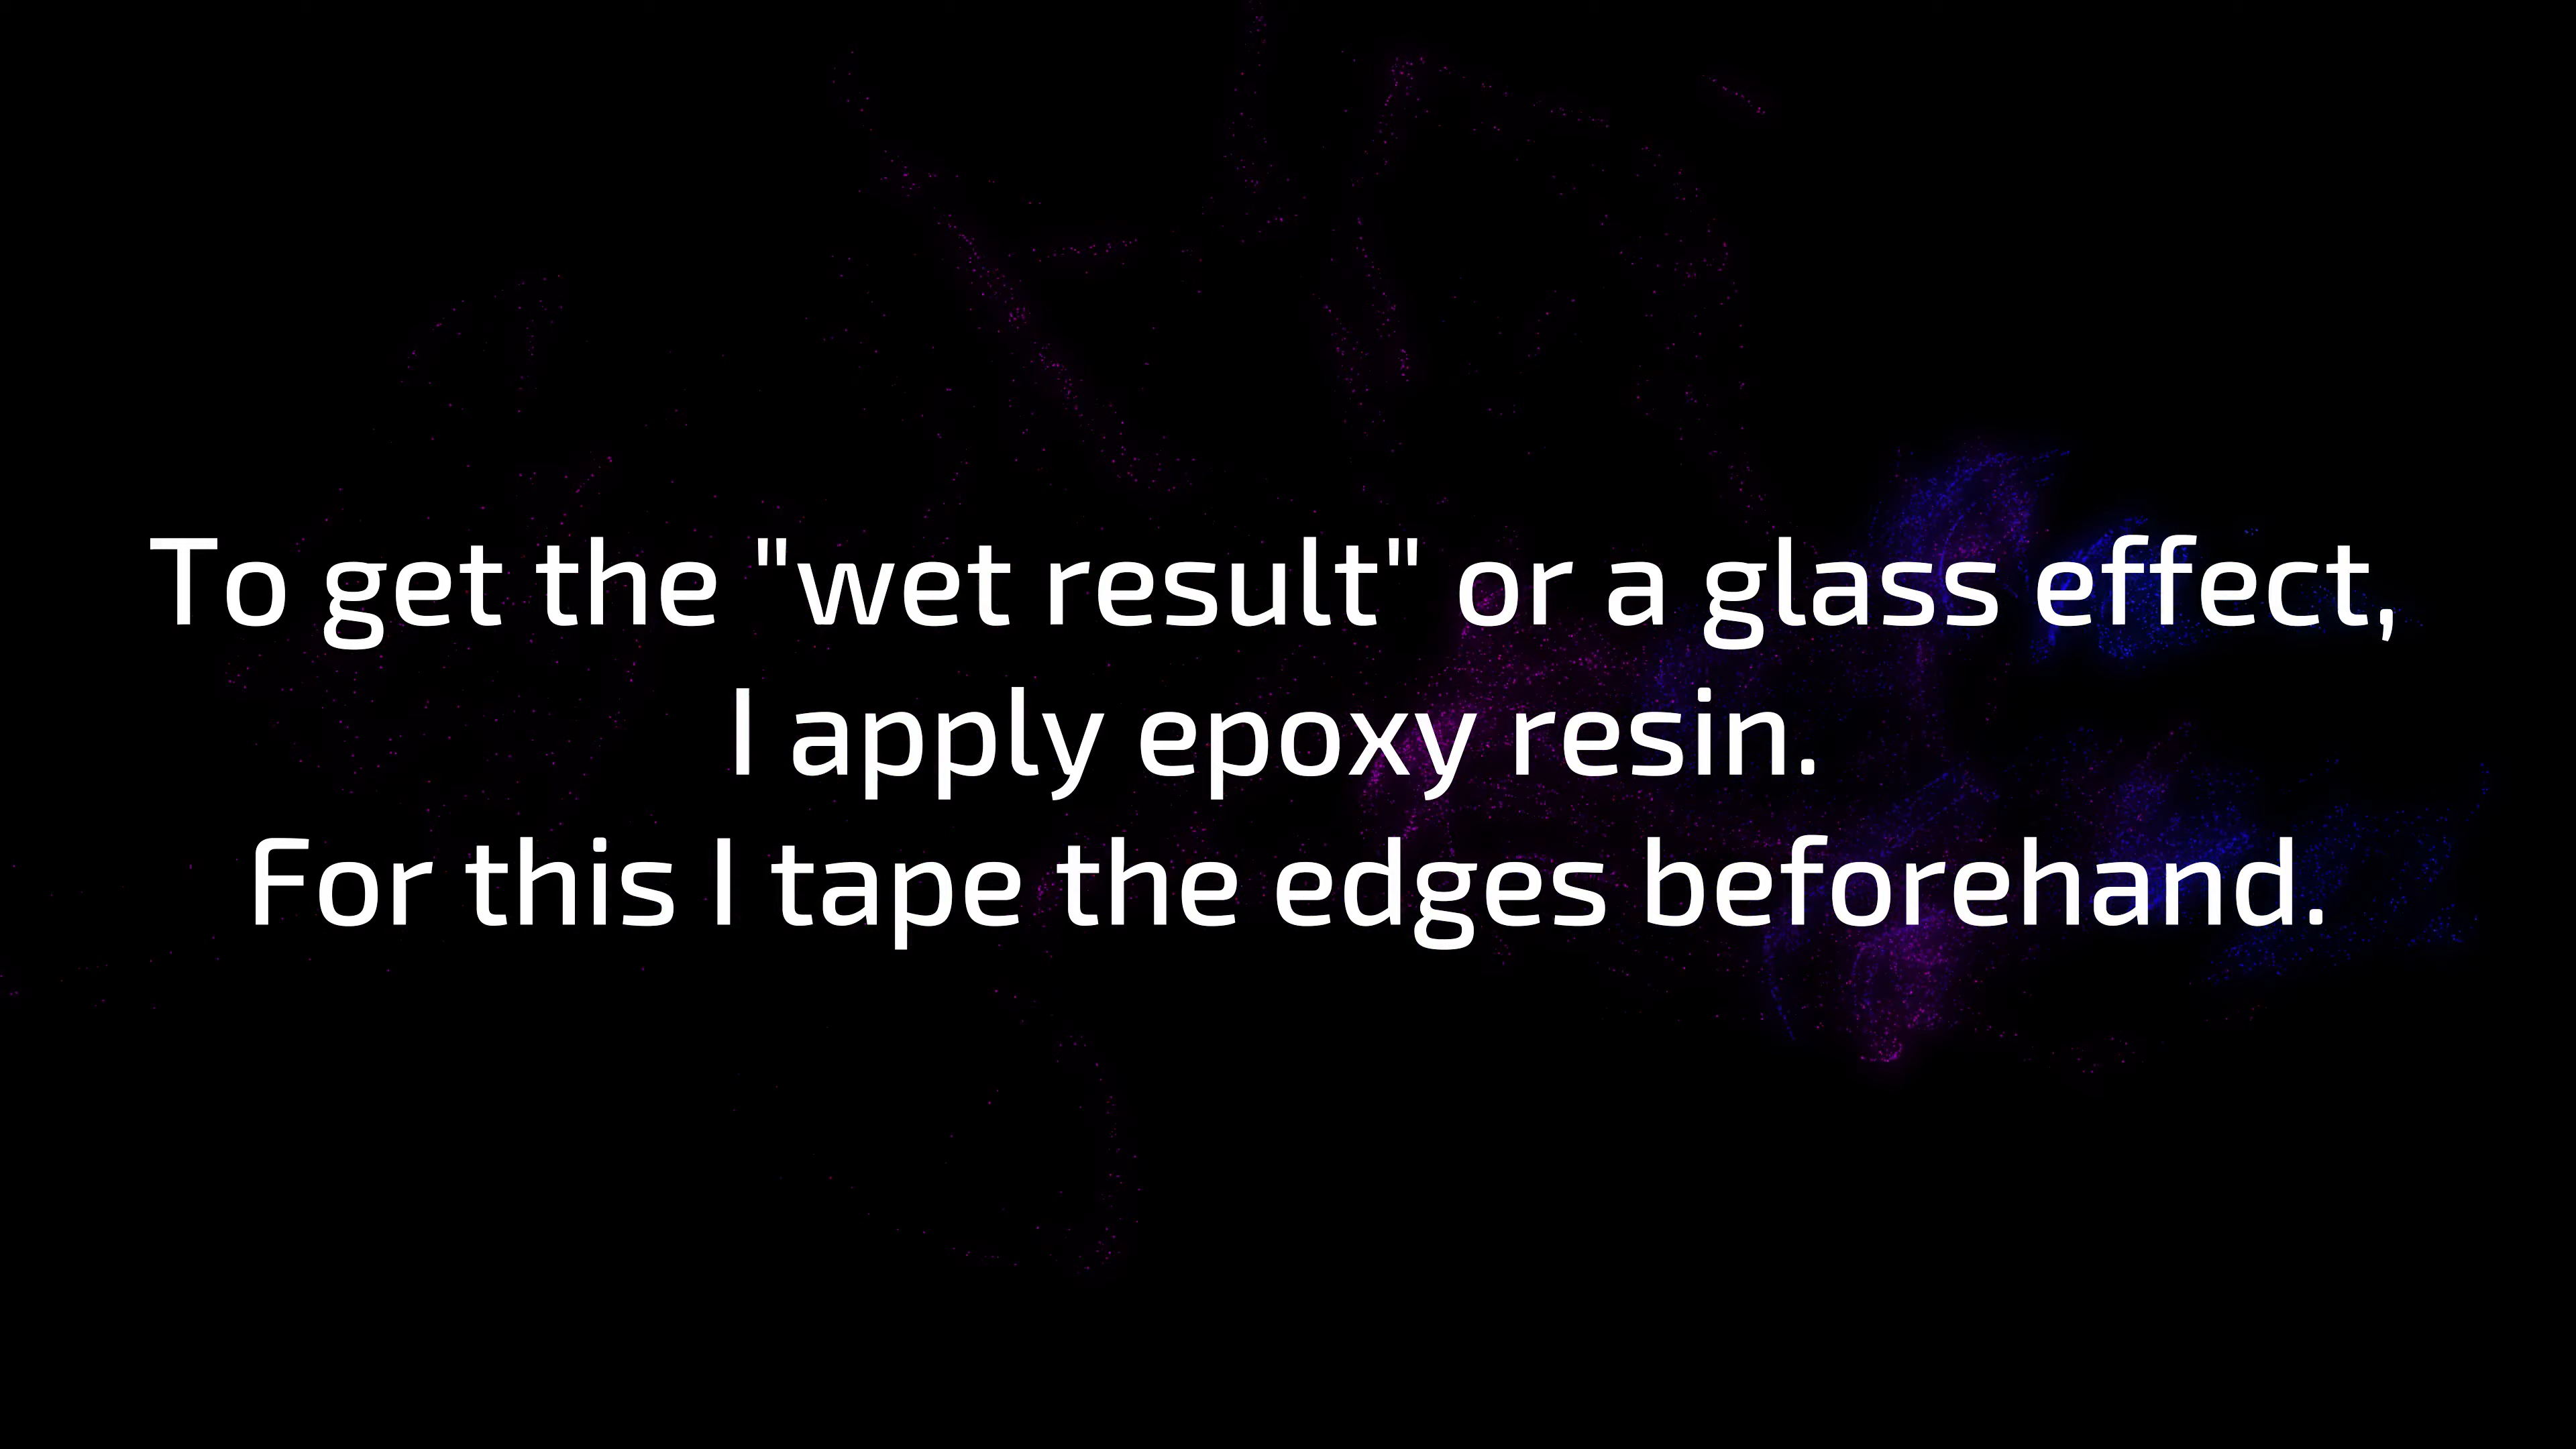 To get the "wet result" or a glass effect,
I apply epoxy resin.
For this I tape the edges beforehand.